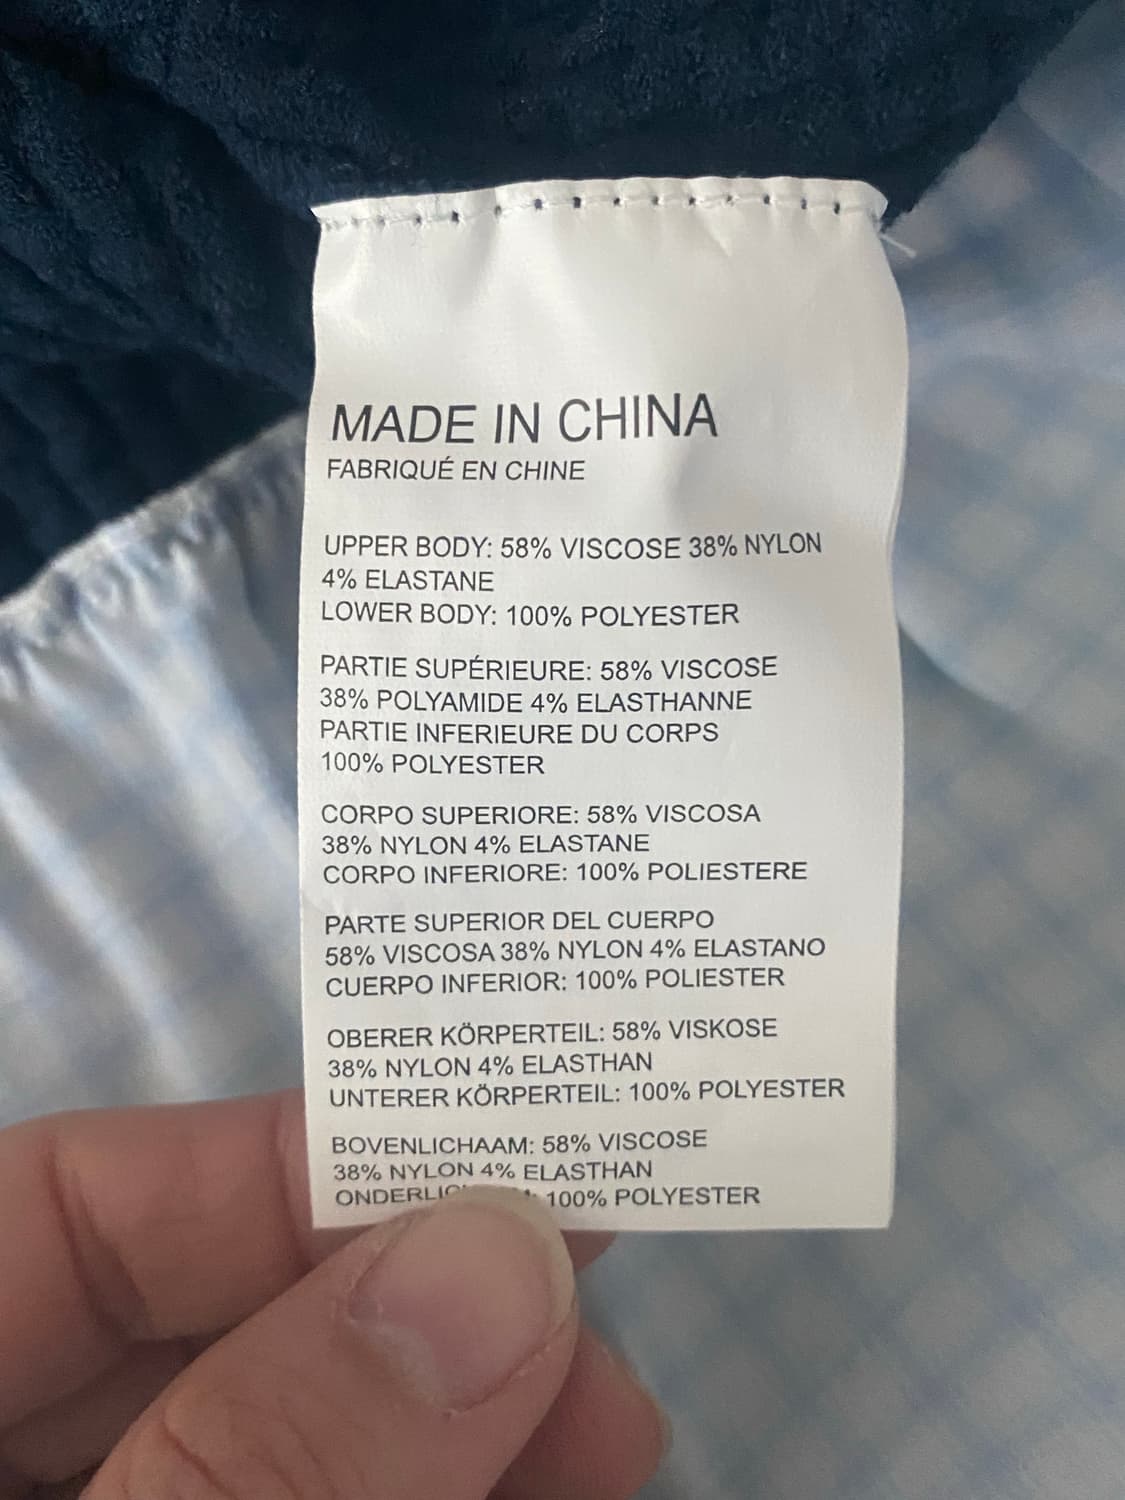 MADE IN CHINA
FABRIQUÉ EN CHINE
UPPER BODY: 58% VISCOSE 38% NYLON
4% ELASTANE
LOWER BODY: 100% POLYESTER
PARTIE SUPÉRIEURE: 58% VISCOSE
38% POLYAMIDE 4% ELASTHANNE
PARTIE INFERIEURE DU CORPS
100% POLYESTER
CORPO SUPERIORE: 58% VISCOSA
38% NYLON 4% ELASTANE
CORPO INFERIORE: 100% POLIESTERE
PARTE SUPERIOR DEL CUERPO
58% VISCOSA 38% NYLON 4% ELASTANO
CUERPO INFERIOR: 100% POLIESTER
OBERER KÖRPERTEIL: 58% VISKOSE
38% NYLON 4% ELASTHAN
UNTERER KÖRPERTEIL: 100% POLYESTER
BOVENLICHAAM: 58% VISCOSE
38% NYLON 4% ELASTHAN
100% POLYESTER